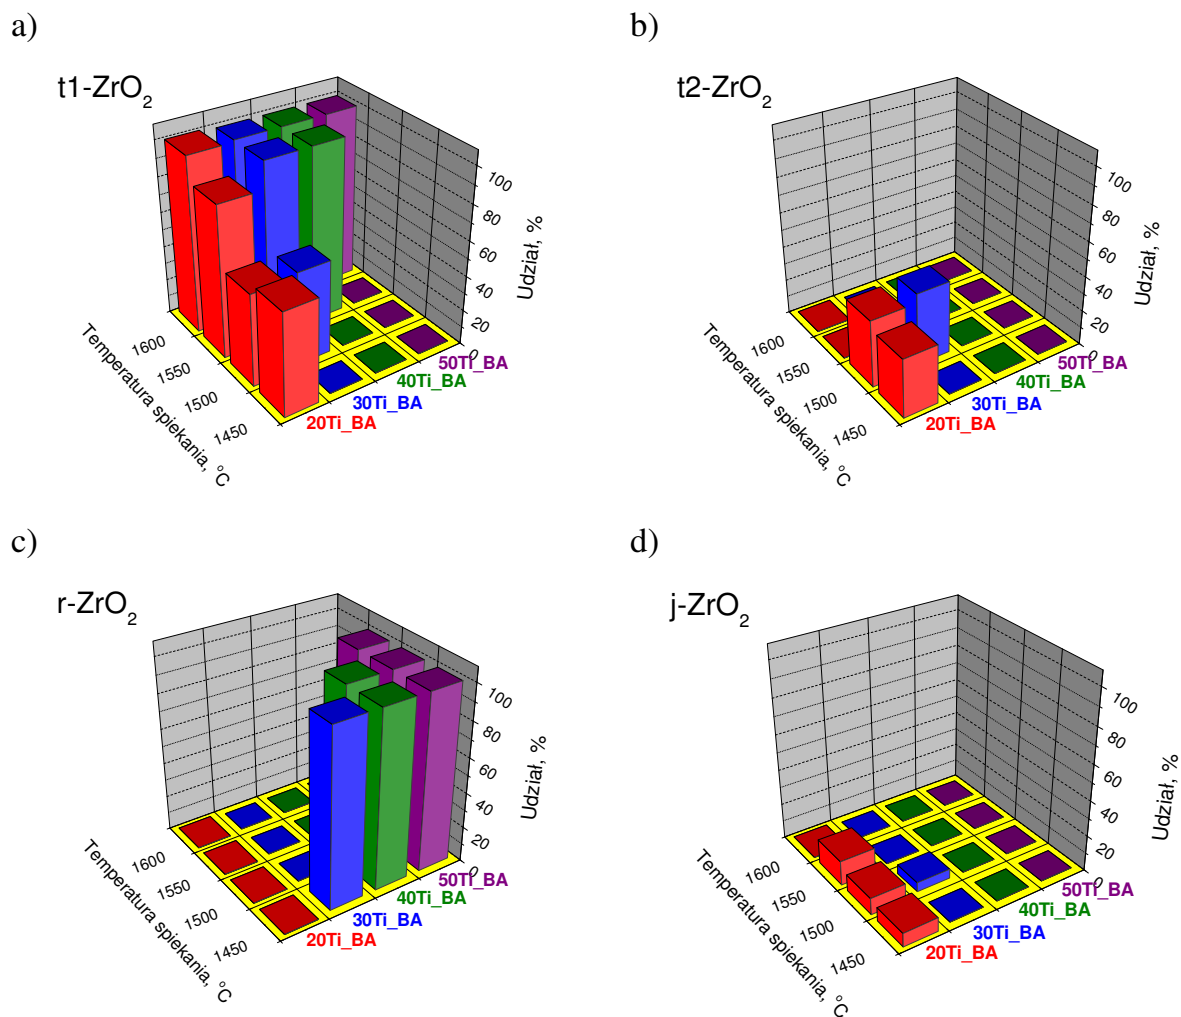 a)
t1-ZrO2
100
80
60
40
20
0
Udział, %
1600
1550
1500
1450
Temperatura spiekania, °C
50Ti_BA
40Ti_BA
30Ti_BA
20Ti_BA
b)
t2-ZrO2
100
80
60
40
20
0
Udział, %
1600
1550
1500
1450
Temperatura spiekania, °C
50Ti_BA
40Ti_BA
30Ti_BA
20Ti_BA
c)
r-ZrO2
100
80
60
40
20
0
Udział, %
1600
1550
1500
1450
Temperatura spiekania, °C
50Ti_BA
40Ti_BA
30Ti_BA
20Ti_BA
d)
j-ZrO2
100
80
60
40
20
0
Udział, %
1600
1550
1500
1450
Temperatura spiekania, °C
50Ti_BA
40Ti_BA
30Ti_BA
20Ti_BA